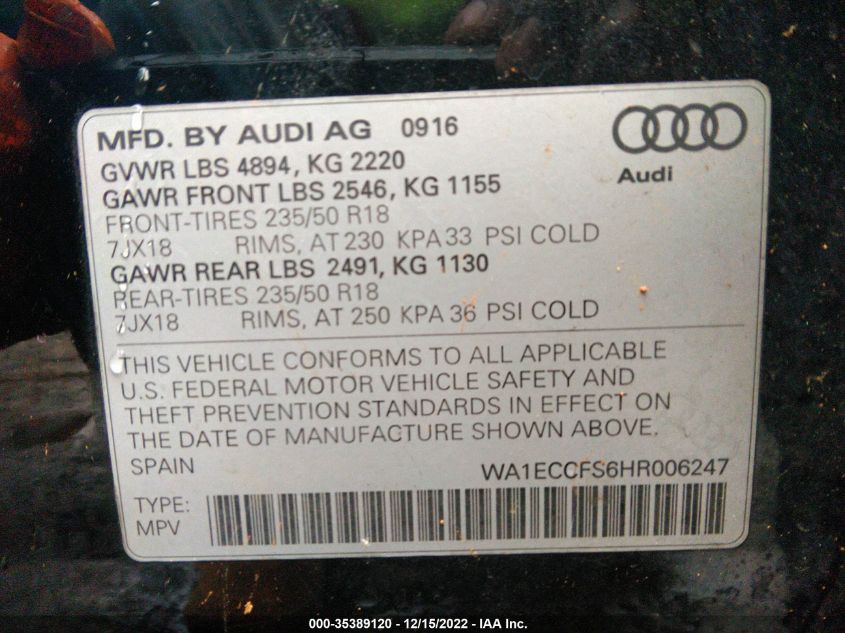 MFD. BY AUDI AG 0916
GVWR LBS 4894, KG 2220
GAWR FRONT LBS 2546, KG 1155
FRONT-TIRES 235/50 R18
7JX18 RIMS, AT 230 KPA 33 PSI COLD
GAWR REAR LBS 2491, KG 1130
REAR-TIRES 235/50 R18
7JX18 RIMS, AT 250 KPA 36 PSI COLD
Audi
THIS VEHICLE CONFORMS TO ALL APPLICABLE
U.S. FEDERAL MOTOR VEHICLE SAFETY AND
THEFT PREVENTION STANDARDS IN EFFECT ON
THE DATE OF MANUFACTURE SHOWN ABOVE.
SPAIN WA1ECCFS6HR006247
TYPE:
MPV
000-35389120 - 12/15/2022 - IAA Inc.